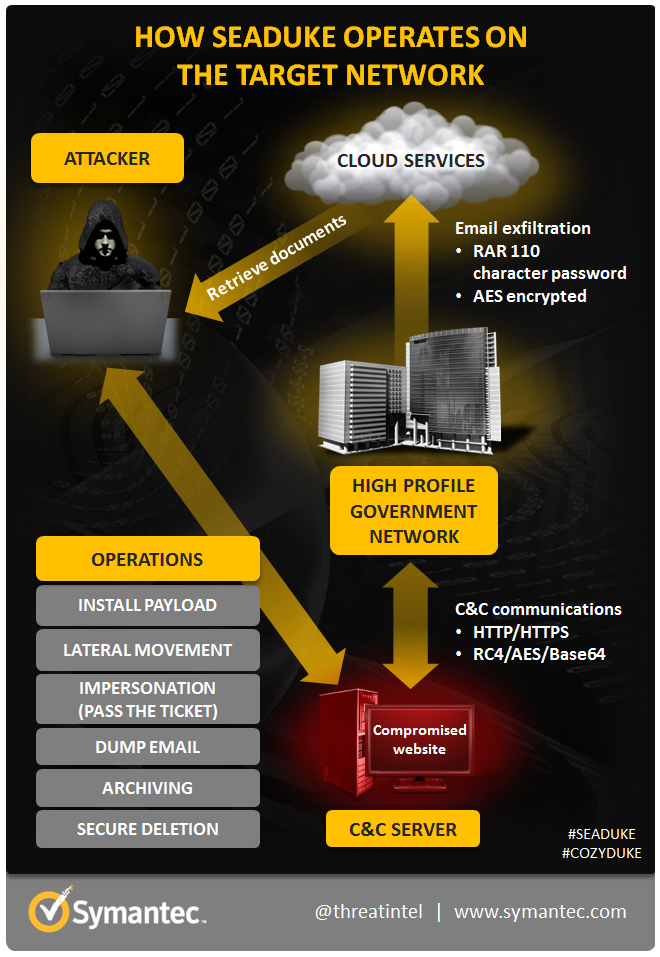 HOW SEADUKE OPERATES ON
THE TARGET NETWORK
ATTACKER
CLOUD SERVICES
Retrieve documents
Email exfiltration
• RAR 110
character password
• AES encrypted
HIGH PROFILE
GOVERNMENT
NETWORK
OPERATIONS
INSTALL PAYLOAD
LATERAL MOVEMENT
IMPERSONATION
(PASS THE TICKET)
DUMP EMAIL
ARCHIVING
SECURE DELETION
C&C communications
• HTTP/HTTPS
• RC4/AES/Base64
Compromised
website
C&C SERVER
#SEADUKE
#COZYDUKE
Symantec™
@threatintel | www.symantec.com